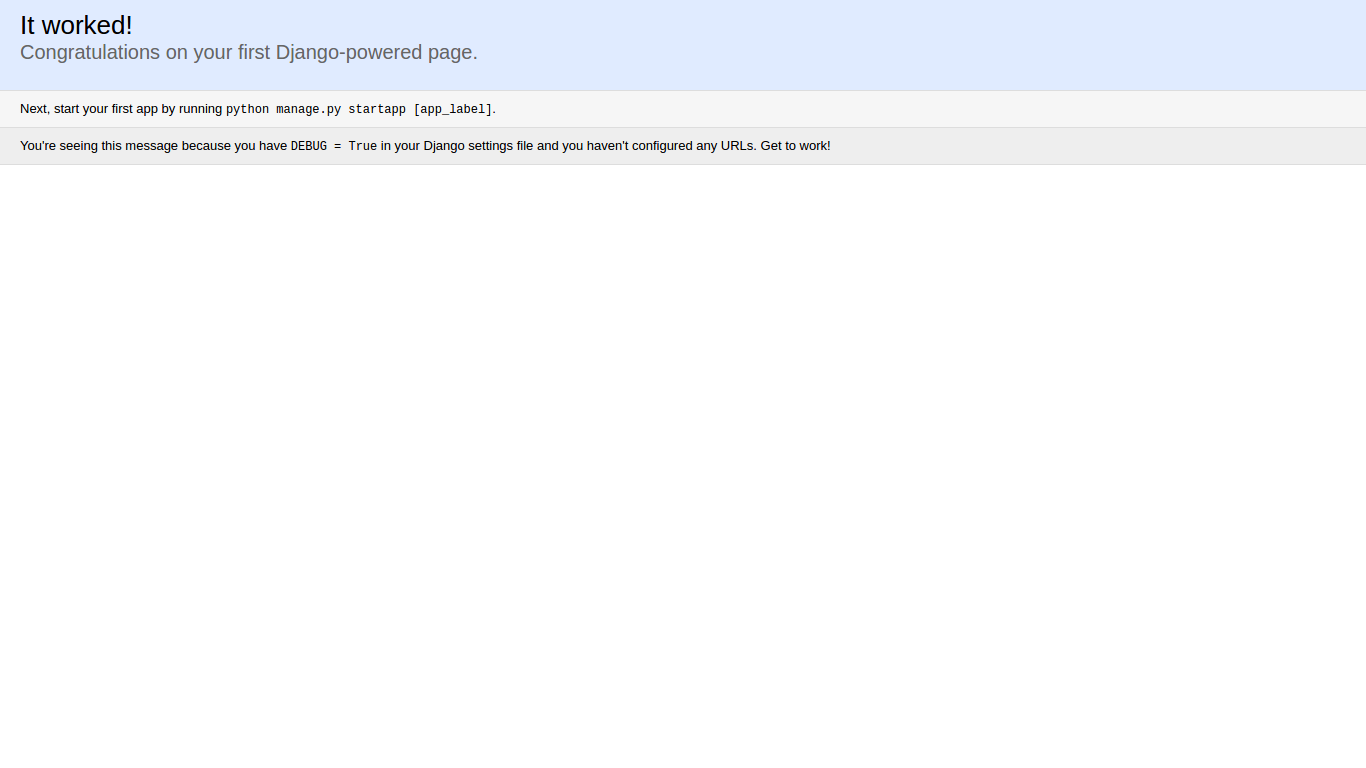 It worked!
Congratulations on your first Django-powered page.
Next, start your first app by running python manage.py startapp [app_label].
You're seeing this message because you have DEBUG = True in your Django settings file and you haven't configured any URLs. Get to work!